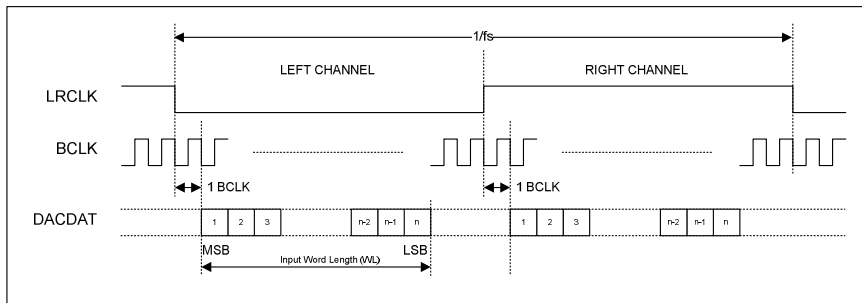 1/fs
LEFT CHANNEL RIGHT CHANNEL
LRCLK
BCLK
1 BCLK 1 BCLK
DACDAT 1 2 3 n-2 n-1 n 1 2 3 n-2 n-1 n
MSB LSB
Input Word Length (WL)